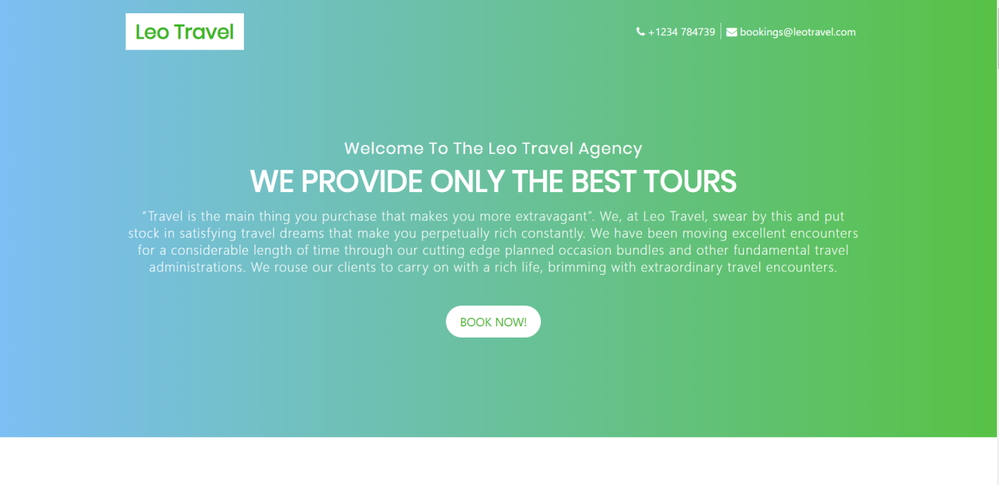 Leo Travel
+1234 784739
bookings@leotravel.com
Welcome To The Leo Travel Agency
WE PROVIDE ONLY THE BEST TOURS
“Travel is the main thing you purchase that makes you more extravagant”. We, at Leo Travel, swear by this and put
stock in satisfying travel dreams that make you perpetually rich constantly. We have been moving excellent encounters
for a considerable length of time through our cutting edge planned occasion bundles and other fundamental travel
administrations. We rouse our clients to carry on with a rich life, brimming with extraordinary travel encounters.
BOOK NOW!